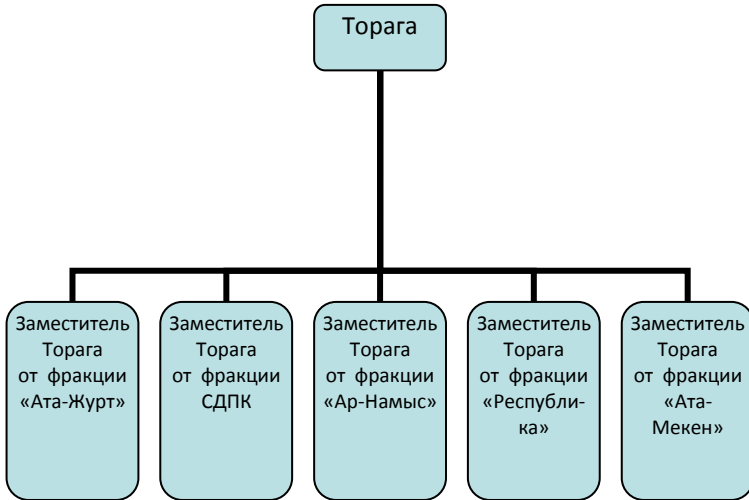 Торага
Заместитель
Торага
от фракции
«Ата-Журт»
Заместитель
Торага
от фракции
СДПК
Заместитель
Торага
от фракции
«Ар-Намыс»
Заместитель
Торага
от фракции
«Республи-
ка»
Заместитель
Торага
от фракции
«Ата-
Мекен»